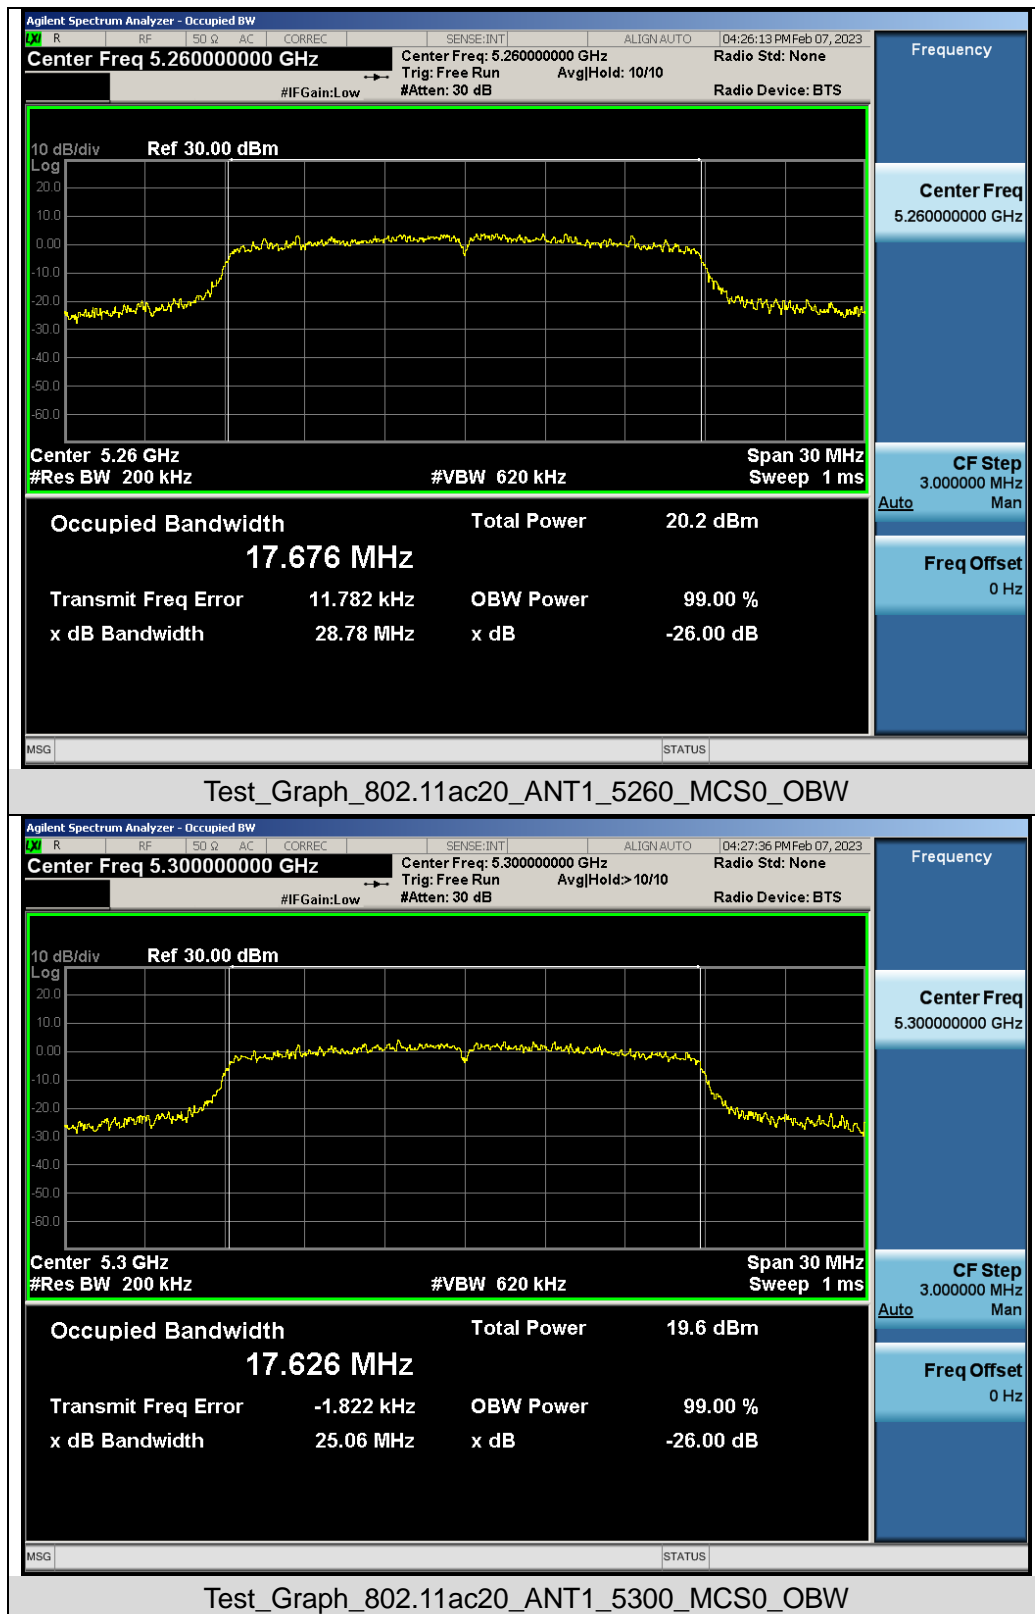 Agilent Spectrum Analyzer - Occupied BW
LXI R RF 50 Ω AC CORREC SENSE:INT ALIGN AUTO 04:26:13 PM Feb 07, 2023
Center Freq 5.260000000 GHz Center Freq: 5.260000000 GHz Radio Std: None
Trig: Free Run Avg|Hold: 10/10
#IFGain:Low #Atten: 30 dB Radio Device: BTS
Frequency
10 dB/div Ref 30.00 dBm
Log
20.0
10.0
0.00
-10.0
-20.0
-30.0
-40.0
-50.0
-60.0
Center 5.26 GHz Span 30 MHz
#Res BW 200 kHz #VBW 620 kHz Sweep 1 ms
Center Freq
5.260000000 GHz
CF Step
3.000000 MHz
Auto Man
Freq Offset
0 Hz
Occupied Bandwidth Total Power 20.2 dBm
17.676 MHz
Transmit Freq Error 11.782 kHz OBW Power 99.00 %
x dB Bandwidth 28.78 MHz x dB -26.00 dB
MSG STATUS
Test_Graph_802.11ac20_ANT1_5260_MCS0_OBW
Agilent Spectrum Analyzer - Occupied BW
LXI R RF 50 Ω AC CORREC SENSE:INT ALIGN AUTO 04:27:36 PM Feb 07, 2023
Center Freq 5.300000000 GHz Center Freq: 5.300000000 GHz Radio Std: None
Trig: Free Run Avg|Hold:>10/10
#IFGain:Low #Atten: 30 dB Radio Device: BTS
Frequency
10 dB/div Ref 30.00 dBm
Log
20.0
10.0
0.00
-10.0
-20.0
-30.0
-40.0
-50.0
-60.0
Center 5.3 GHz Span 30 MHz
#Res BW 200 kHz #VBW 620 kHz Sweep 1 ms
Center Freq
5.300000000 GHz
CF Step
3.000000 MHz
Auto Man
Freq Offset
0 Hz
Occupied Bandwidth Total Power 19.6 dBm
17.626 MHz
Transmit Freq Error -1.822 kHz OBW Power 99.00 %
x dB Bandwidth 25.06 MHz x dB -26.00 dB
MSG STATUS
Test_Graph_802.11ac20_ANT1_5300_MCS0_OBW